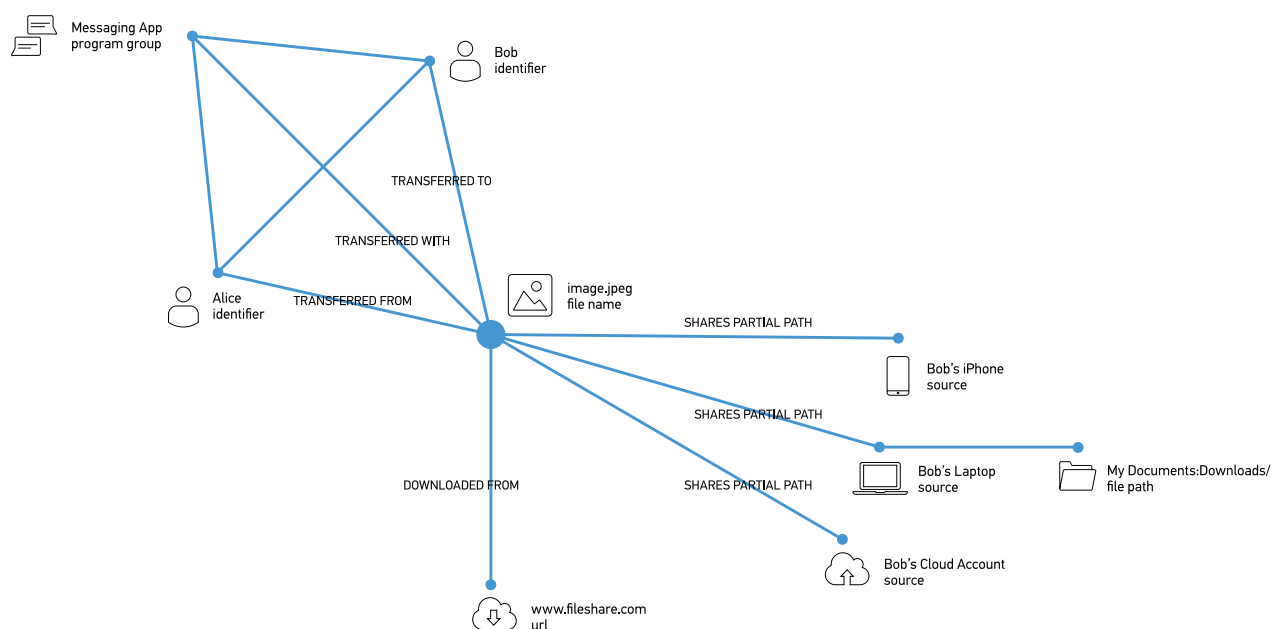 Messaging App
program group
Bob
identifier
TRANSFERRED TO
TRANSFERRED WITH
Alice
identifier
TRANSFERRED FROM
image.jpeg
file name
SHARES PARTIAL PATH
Bob's iPhone
source
SHARES PARTIAL PATH
Bob's Laptop
source
My Documents:Downloads/
file path
DOWNLOADED FROM
SHARES PARTIAL PATH
Bob's Cloud Account
source
www.fileshare.com
url